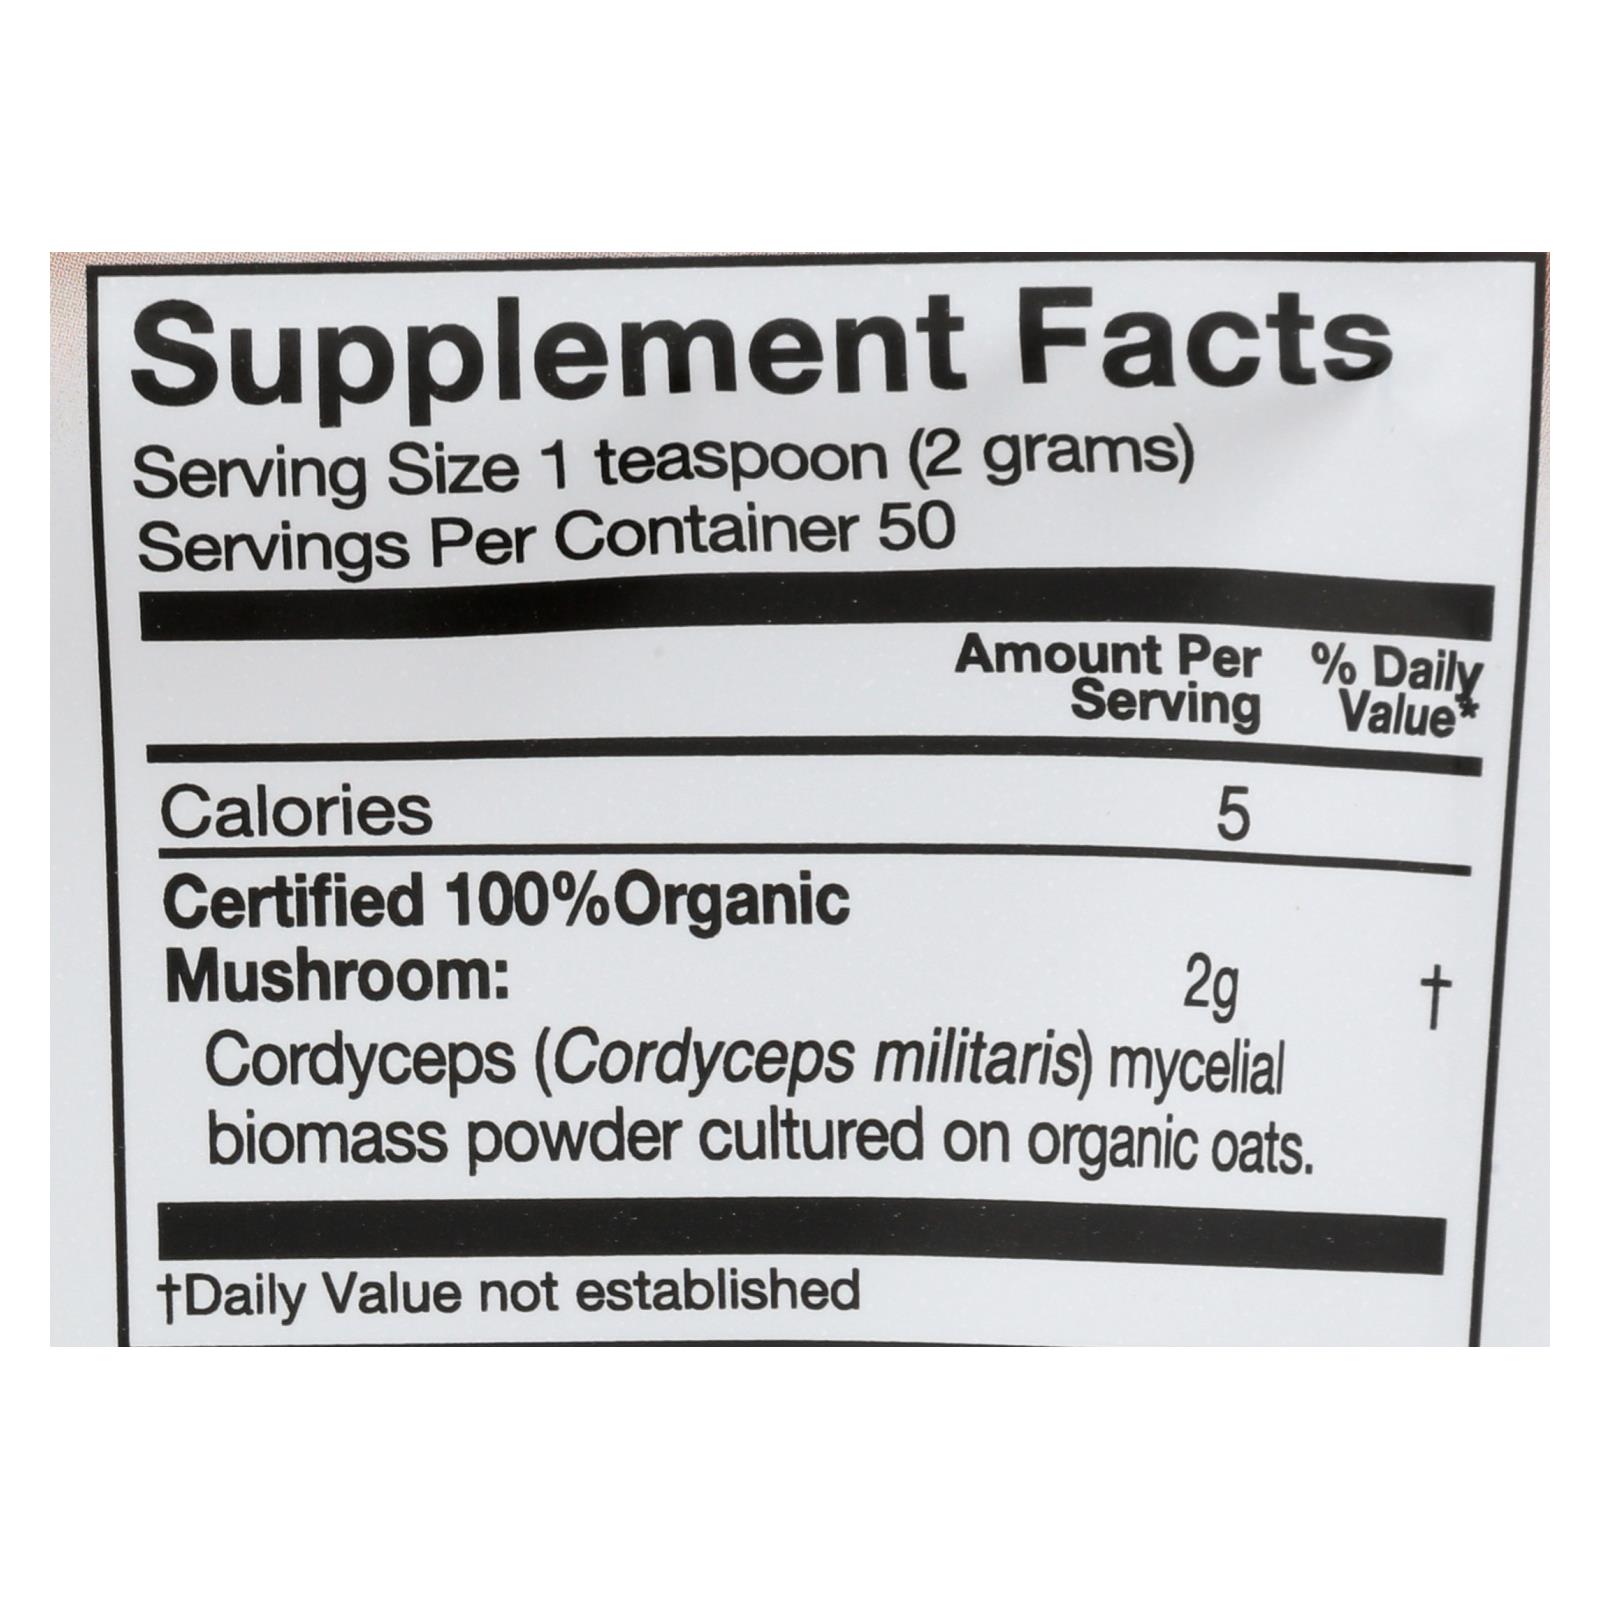 Supplement Facts
Serving Size 1 teaspoon (2 grams)
Servings Per Container 50
Amount Per Serving % Daily Value*
Calories 5
Certified 100%Organic
Mushroom: 2g †
Cordyceps (Cordyceps militaris) mycelial
biomass powder cultured on organic oats.
†Daily Value not established